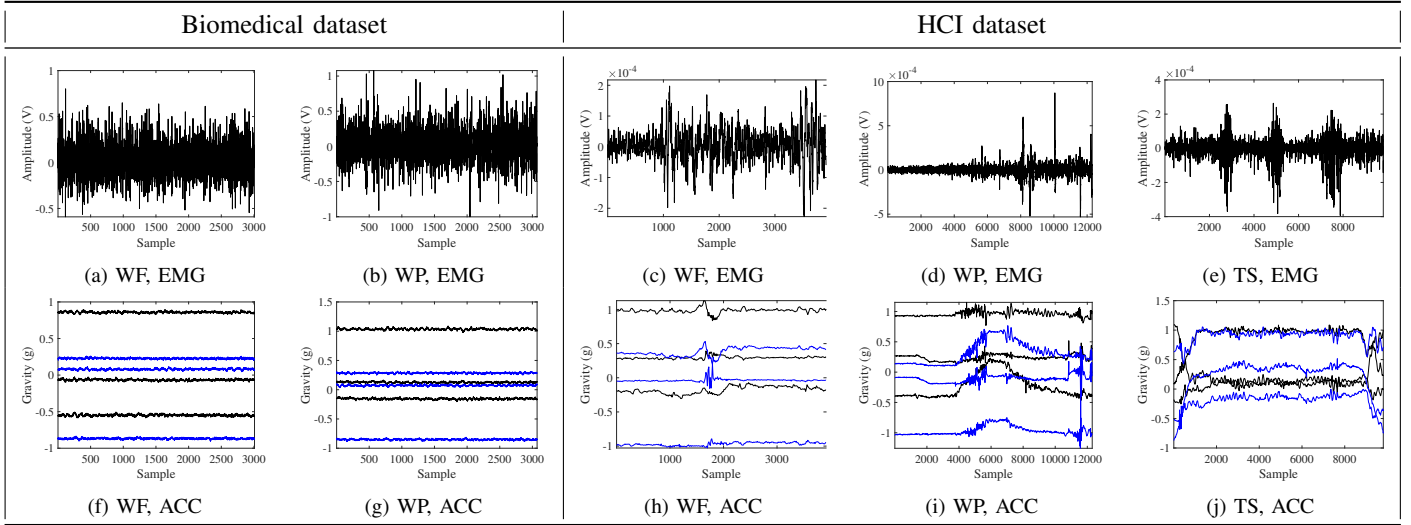 Biomedical dataset
HCI dataset
Amplitude (V)
1
0.5
0
-0.5
500 1000 1500 2000 2500 3000
Sample
(a) WF, EMG
Amplitude (V)
1
0.5
0
-0.5
-1
500 1000 1500 2000 2500 3000
Sample
(b) WP, EMG
×10⁻⁴
Amplitude (V)
2
1
0
-1
-2
1000 2000 3000
Sample
(c) WF, EMG
×10⁻⁴
Amplitude (V)
10
5
0
-5
2000 4000 6000 8000 10000 12000
Sample
(d) WP, EMG
×10⁻⁴
Amplitude (V)
4
2
0
-2
-4
2000 4000 6000 8000
Sample
(e) TS, EMG
Gravity (g)
1
0.5
0
-0.5
-1
500 1000 1500 2000 2500 3000
Sample
(f) WF, ACC
Gravity (g)
1.5
1
0.5
0
-0.5
-1
500 1000 1500 2000 2500 3000
Sample
(g) WP, ACC
Gravity (g)
1
0.5
0
-0.5
-1
1000 2000 3000
Sample
(h) WF, ACC
Gravity (g)
1
0.5
0
-0.5
-1
2000 4000 6000 8000 10000 12000
Sample
(i) WP, ACC
Gravity (g)
1.5
1
0.5
0
-0.5
-1
2000 4000 6000 8000
Sample
(j) TS, ACC